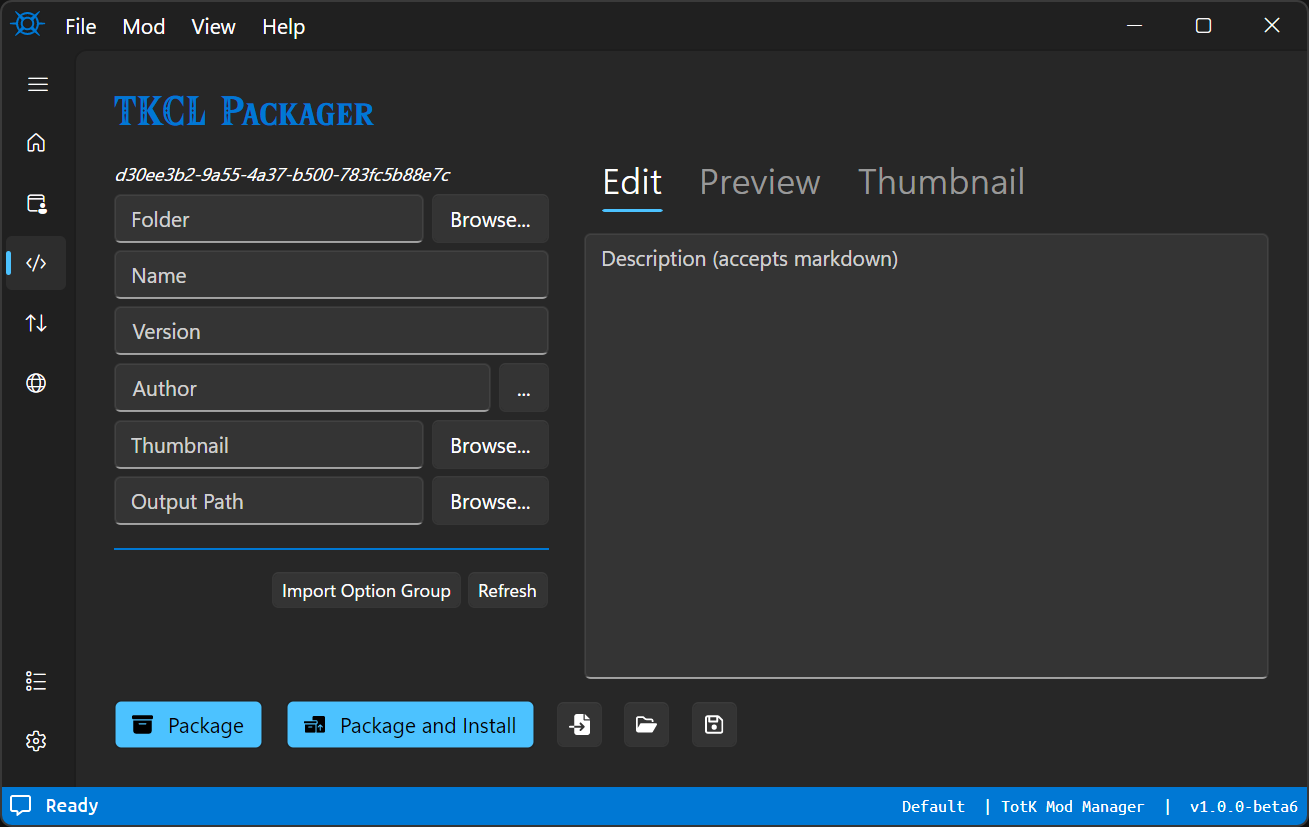 File Mod View Help
TKCL Packager
d30ee3b2-9a55-4a37-b500-783fc5b88e7c
Folder Browse...
Name
Version
Author ...
Thumbnail Browse...
Output Path Browse...
Import Option Group Refresh
Edit Preview Thumbnail
Description (accepts markdown)
Package Package and Install
Ready Default | TotK Mod Manager | v1.0.0-beta6